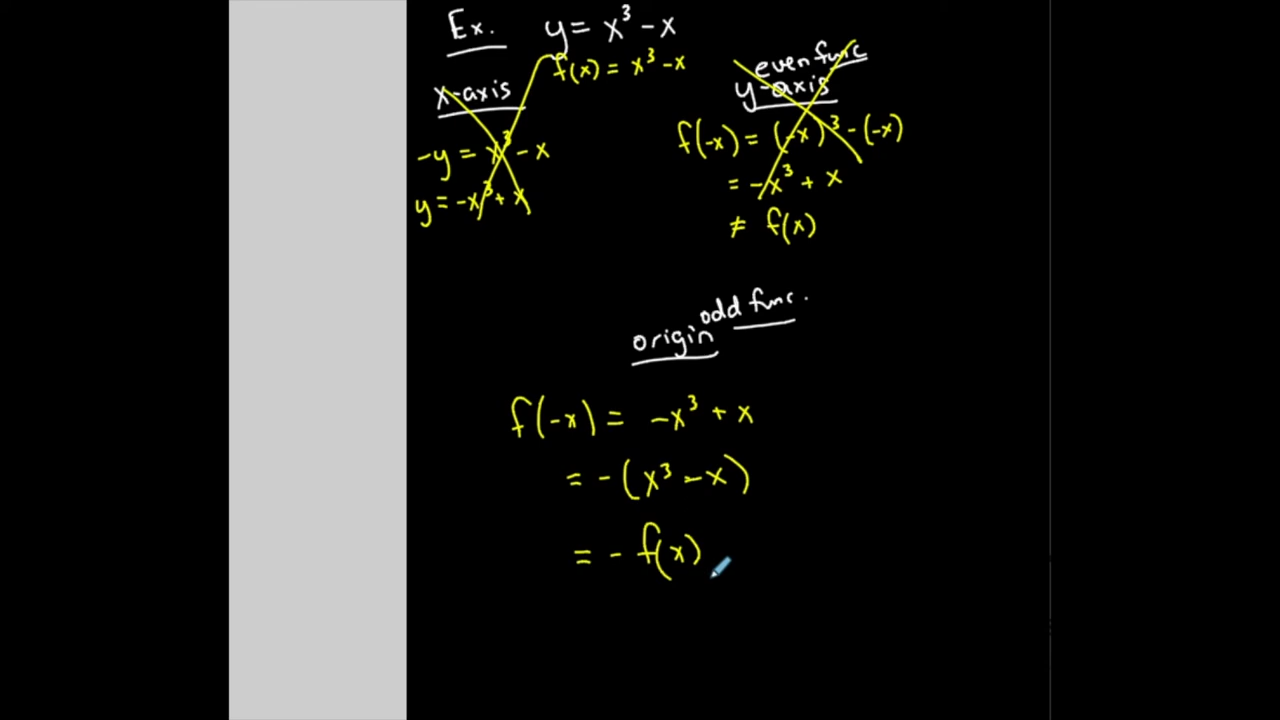 Ex. y = x³ - x
f(x) = x³ - x
x-axis
-y = x³ - x
y = -x³ + x
even func
y-axis
f(-x) = (-x)³ - (-x)
= -x³ + x
≠ f(x)
odd func.
origin
f(-x) = -x³ + x
= -(x³ - x)
= - f(x)